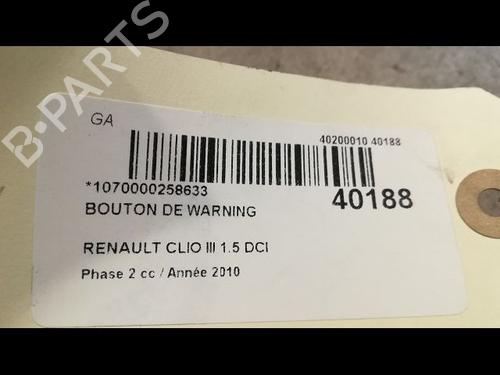 B-PARTS
GA
40200010 40188
*1070000258633
40188
BOUTON DE WARNING
RENAULT CLIO III 1.5 DCI
Phase 2 cc / Année 2010